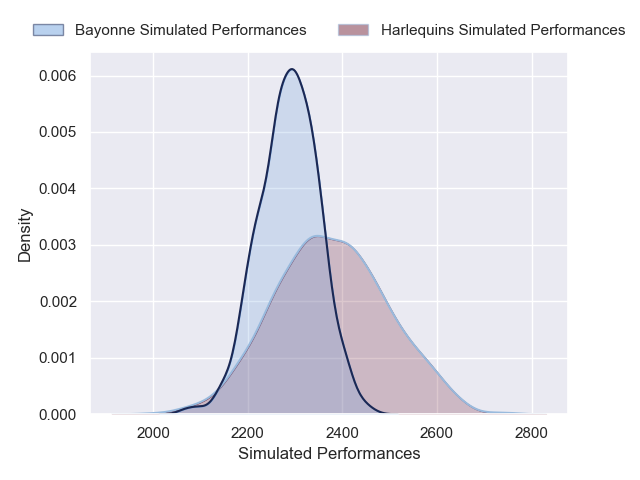 Bayonne Simulated Performances Harlequins Simulated Performances
0.006
0.005
0.004
0.003
0.002
0.001
0.000
Density
2000 2200 2400 2600 2800
Simulated Performances